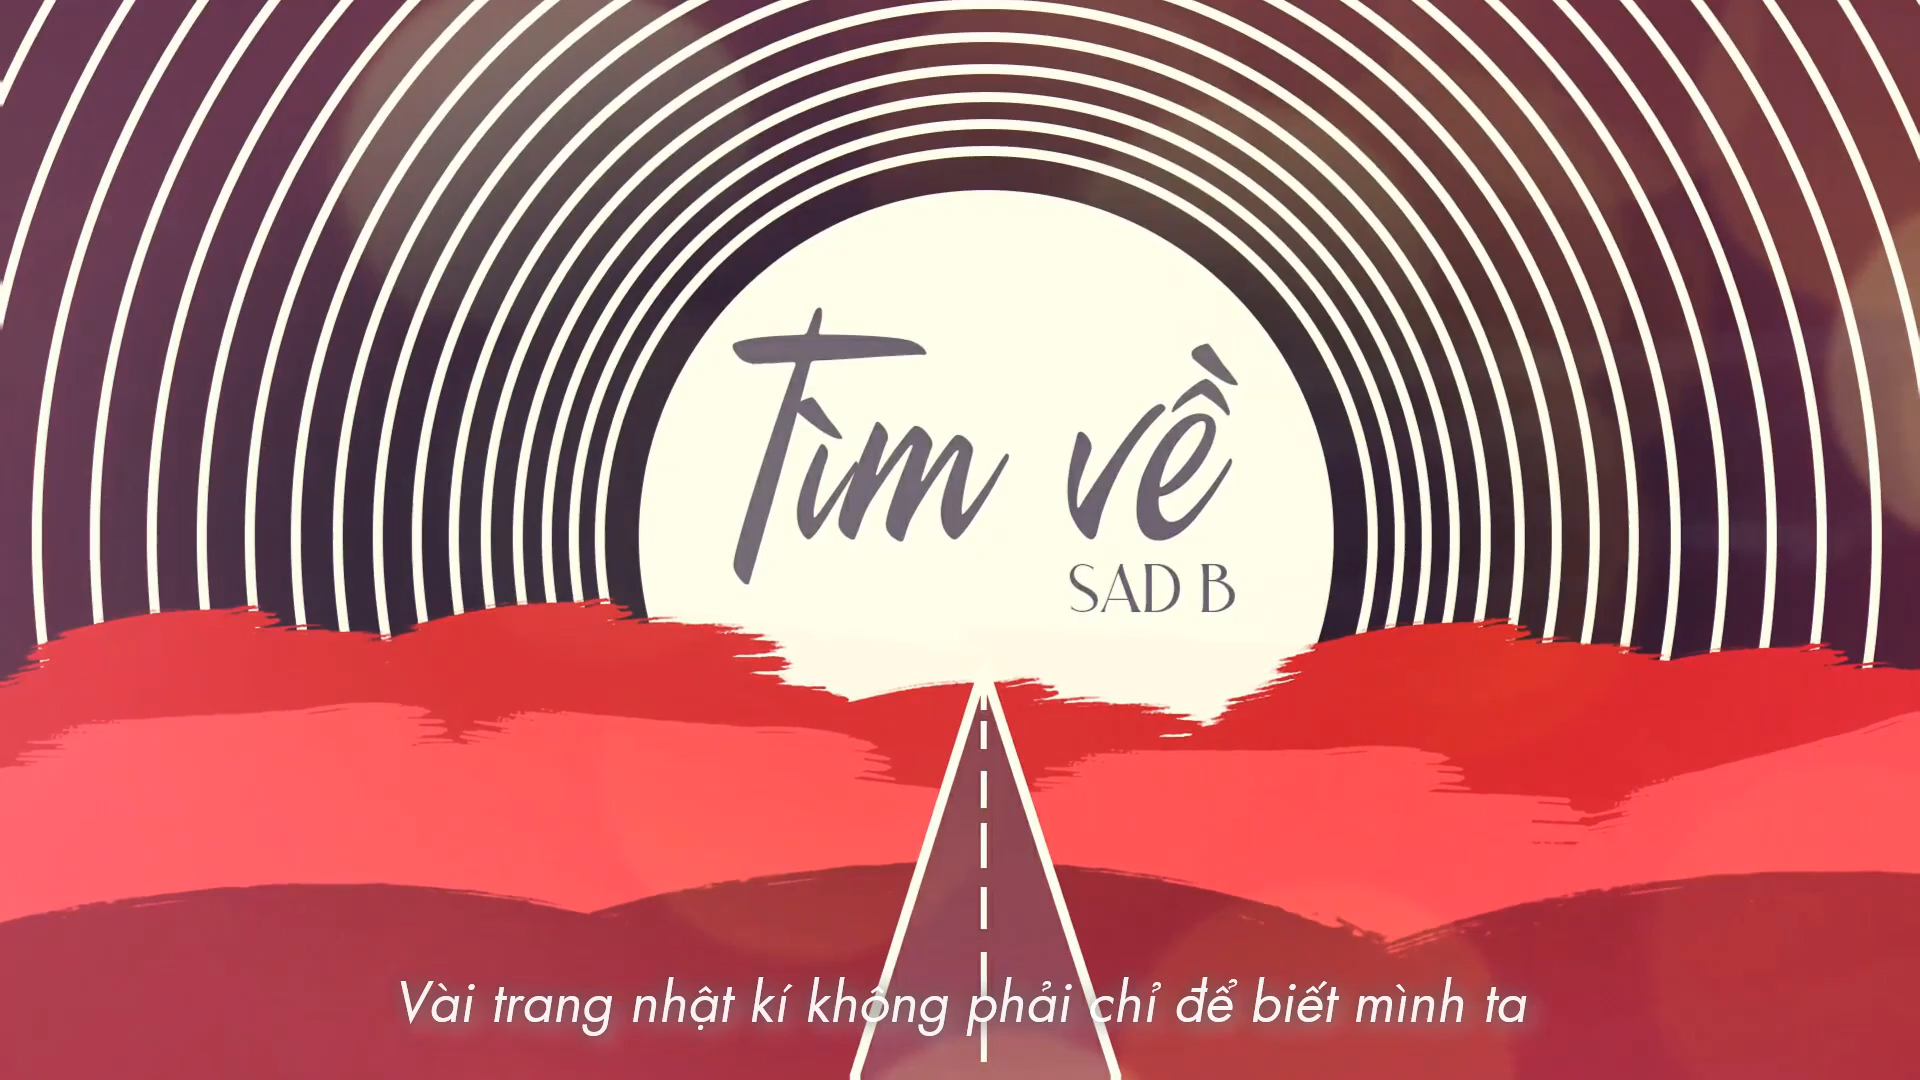 Tìm về
SAD B
Vài trang nhật kí không phải chỉ để biết mình ta